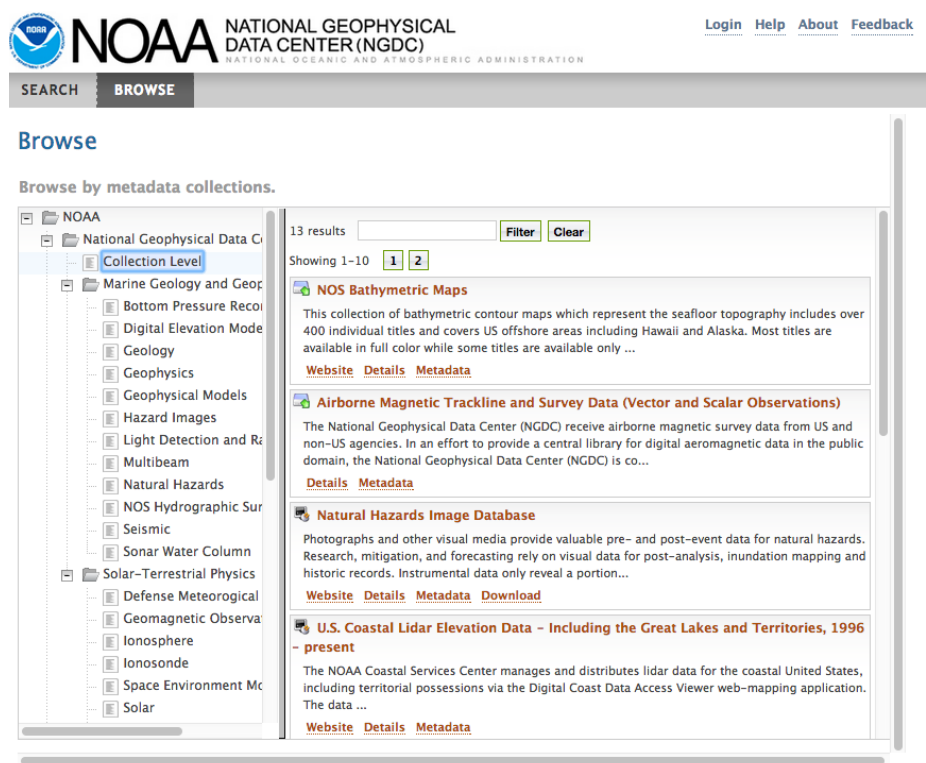 NOAA
NATIONAL GEOPHYSICAL
DATA CENTER (NGDC)
NATIONAL OCEANIC AND ATMOSPHERIC ADMINISTRATION
Login Help About Feedback
SEARCH BROWSE
Browse
Browse by metadata collections.
NOAA
National Geophysical Data C
Collection Level
Marine Geology and Geop
Bottom Pressure Recor
Digital Elevation Mode
Geology
Geophysics
Geophysical Models
Hazard Images
Light Detection and Ra
Multibeam
Natural Hazards
NOS Hydrographic Sur
Seismic
Sonar Water Column
Solar-Terrestrial Physics
Defense Meteorogical
Geomagnetic Observa
Ionosphere
Ionosonde
Space Environment Mo
Solar
13 results Filter Clear
Showing 1-10 1 2
NOS Bathymetric Maps
This collection of bathymetric contour maps which represent the seafloor topography includes over
400 individual titles and covers US offshore areas including Hawaii and Alaska. Most titles are
available in full color while some titles are available only ...
Website Details Metadata
Airborne Magnetic Trackline and Survey Data (Vector and Scalar Observations)
The National Geophysical Data Center (NGDC) receive airborne magnetic survey data from US and
non-US agencies. In an effort to provide a central library for digital aeromagnetic data in the public
domain, the National Geophysical Data Center (NGDC) is co...
Details Metadata
Natural Hazards Image Database
Photographs and other visual media provide valuable pre- and post-event data for natural hazards.
Research, mitigation, and forecasting rely on visual data for post-analysis, inundation mapping and
historic records. Instrumental data only reveal a portion...
Website Details Metadata Download
U.S. Coastal Lidar Elevation Data - Including the Great Lakes and Territories, 1996
- present
The NOAA Coastal Services Center manages and distributes lidar data for the coastal United States,
including territorial possessions via the Digital Coast Data Access Viewer web-mapping application.
The data ...
Website Details Metadata